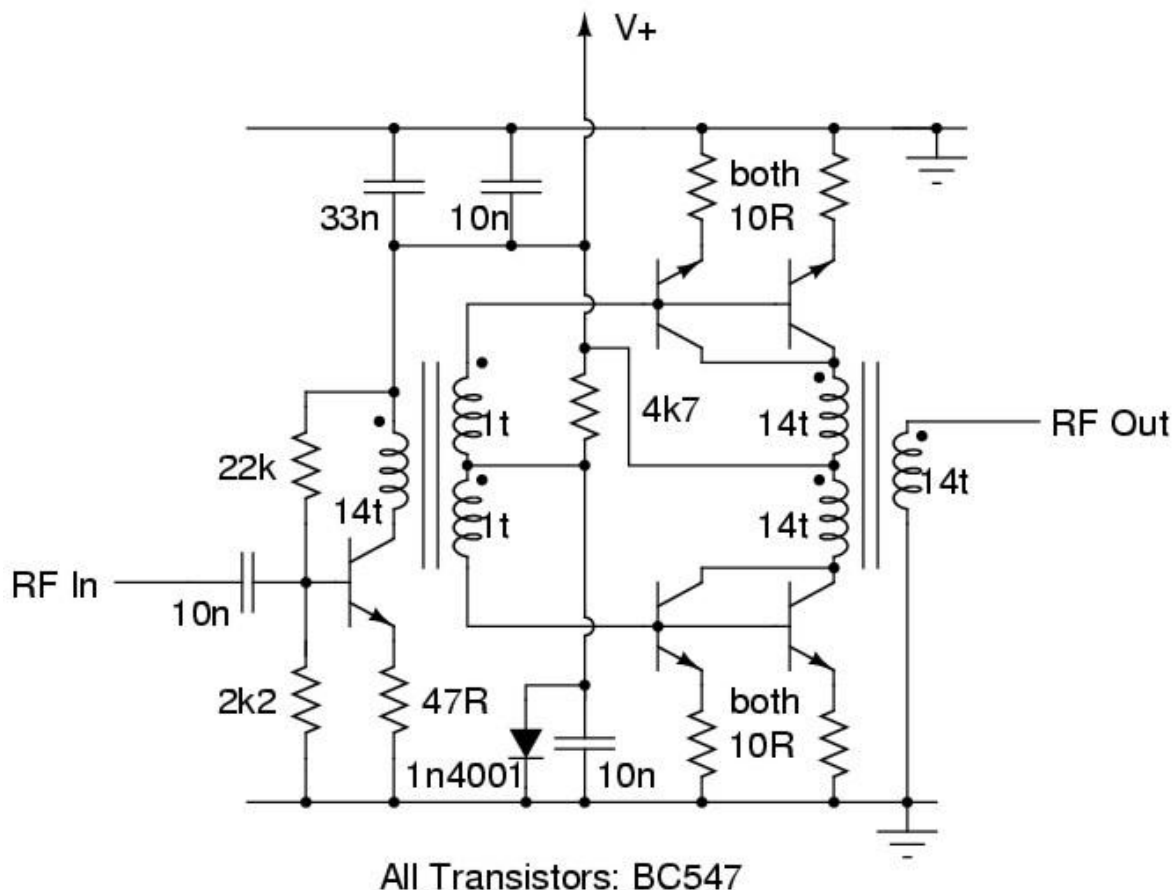 V+
33n
10n
both
10R
22k
14t
1t
1t
4k7
14t
14t
14t
RF Out
RF In
10n
2k2
47R
1n4001
10n
both
10R
All Transistors: BC547